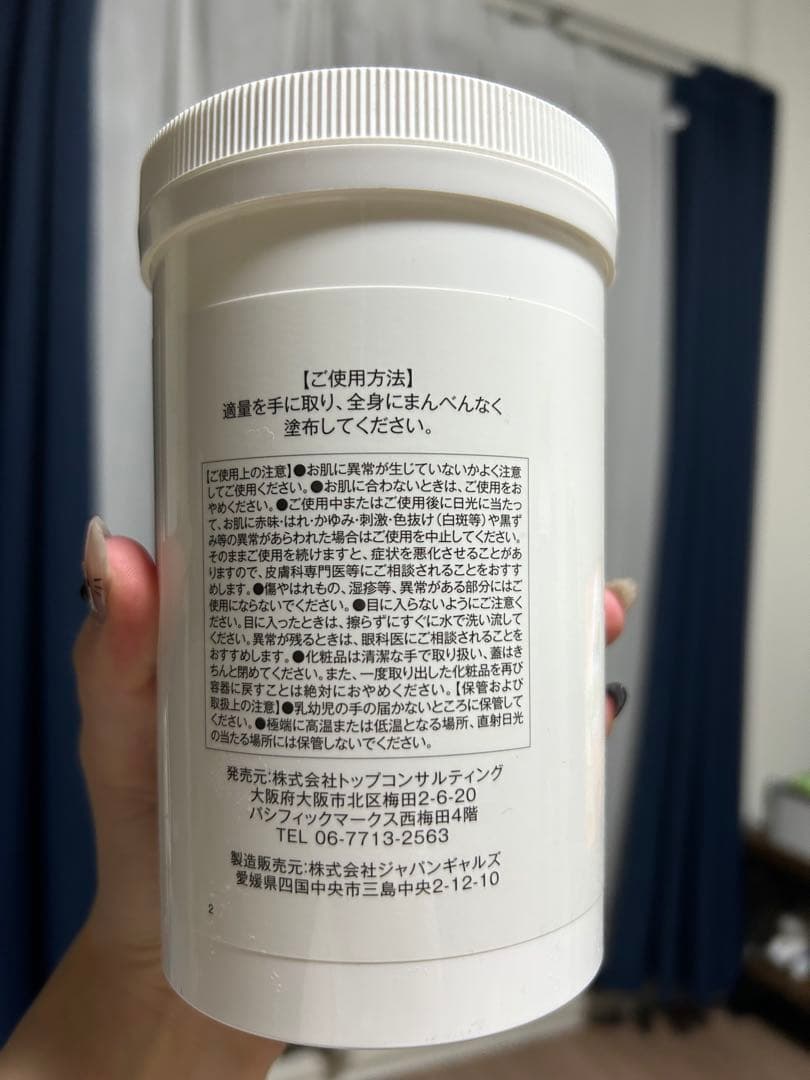 【ご使用方法】
適量を手に取り、全身にまんべんなく
塗布してください。
【ご使用上の注意】●お肌に異常が生じていないかよく注意
してご使用ください。●お肌に合わないときは、ご使用をお
やめください。●ご使用中またはご使用後に日光に当たっ
て、お肌に赤味・はれ・かゆみ・刺激・色抜け(白斑等)や黒ず
み等の異常があらわれた場合はご使用を中止してください。
そのままご使用を続けますと、症状を悪化させることがあ
りますので、皮膚科専門医等にご相談されることをおすす
めします。●傷やはれもの、湿疹等、異常がある部分にはご
使用にならないでください。●目に入らないようにご注意く
ださい。目に入ったときは、擦らずにすぐに水で洗い流して
ください。異常が残るときは、眼科医にご相談されることを
おすすめします。●化粧品は清潔な手で取り扱い、蓋はき
ちんと閉めてください。また、一度取り出した化粧品を再び
容器に戻すことは絶対におやめください。【保管および
取扱上の注意】●乳幼児の手の届かないところに保管して
ください。●極端に高温または低温となる場所、直射日光
の当たる場所には保管しないでください。
発売元:株式会社トップコンサルティング
大阪府大阪市北区梅田2-6-20
パシフィックマークス西梅田4階
TEL 06-7713-2563
製造販売元:株式会社ジャパンギャルズ
愛媛県四国中央市三島中央2-12-10
2